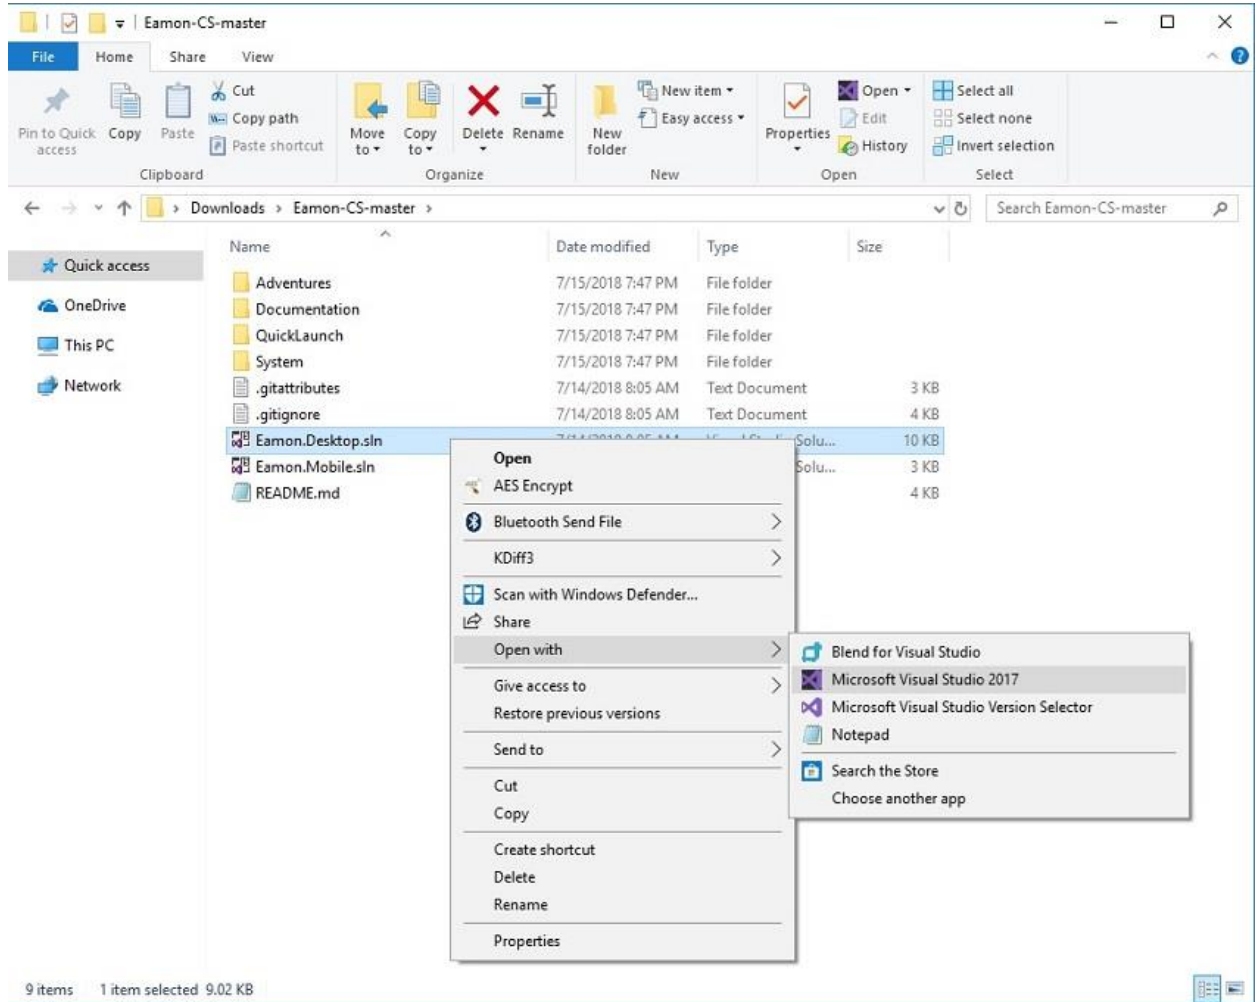 Eamon-CS-master
File Home Share View
Pin to Quick access
Copy
Paste
Cut
Copy path
Paste shortcut
Clipboard
Move to
Copy to
Delete
Rename
Organize
New folder
New item
Easy access
New
Properties
Open
Edit
History
Open
Select all
Select none
Invert selection
Select
Downloads > Eamon-CS-master >
Search Eamon-CS-master
Quick access
OneDrive
This PC
Network
Name Date modified Type Size
Adventures 7/15/2018 7:47 PM File folder
Documentation 7/15/2018 7:47 PM File folder
QuickLaunch 7/15/2018 7:47 PM File folder
System 7/15/2018 7:47 PM File folder
.gitattributes 7/14/2018 8:05 AM Text Document 3 KB
.gitignore 7/14/2018 8:05 AM Text Document 4 KB
Eamon.Desktop.sln 7/14/2018 8:05 AM Solu... 10 KB
Eamon.Mobile.sln Solu... 3 KB
README.md 4 KB
Open
AES Encrypt
Bluetooth Send File
KDiff3
Scan with Windows Defender...
Share
Open with
Give access to
Restore previous versions
Send to
Cut
Copy
Create shortcut
Delete
Rename
Properties
Blend for Visual Studio
Microsoft Visual Studio 2017
Microsoft Visual Studio Version Selector
Notepad
Search the Store
Choose another app
9 items 1 item selected 9.02 KB